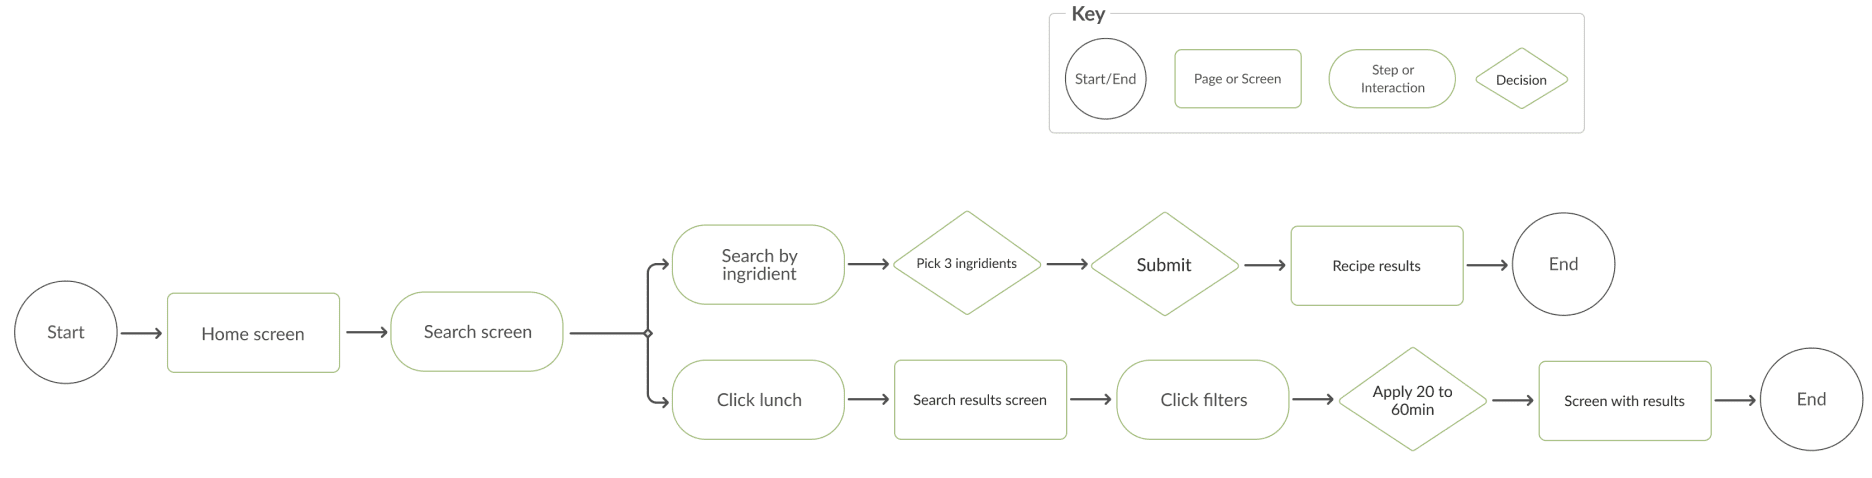 Key
Start/End
Page or Screen
Step or
Interaction
Decision
Start
Home screen
Search screen
Search by
ingridient
Pick 3 ingridients
Submit
Recipe results
End
Click lunch
Search results screen
Click filters
Apply 20 to
60min
Screen with results
End